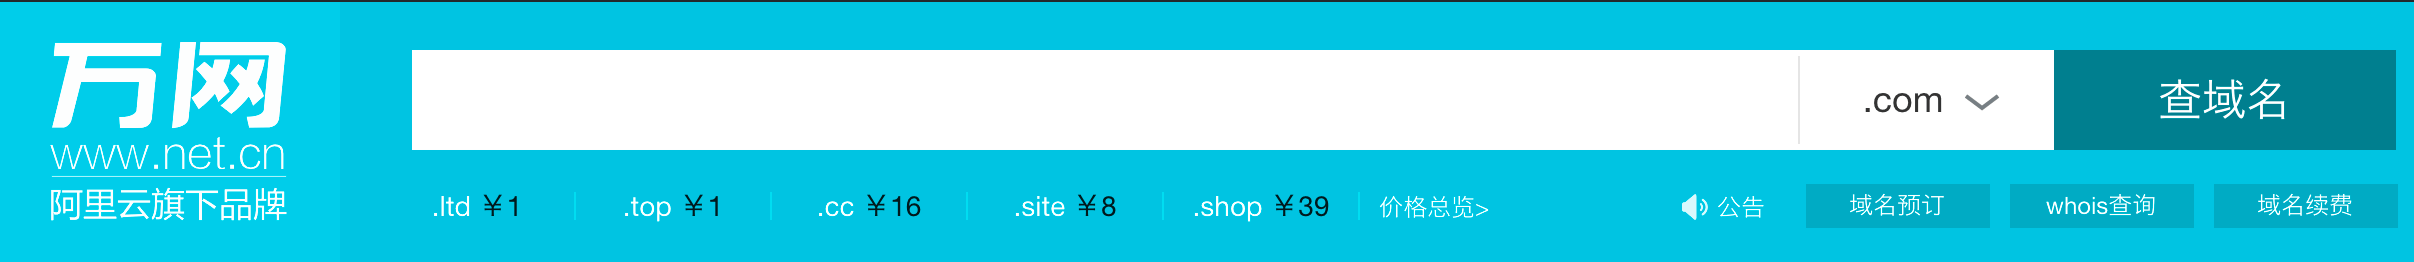 万网
www.net.cn
阿里云旗下品牌
.com 查域名
.ltd ¥1 .top ¥1 .cc ¥16 .site ¥8 .shop ¥39 价格总览> 公告 域名预订 whois查询 域名续费